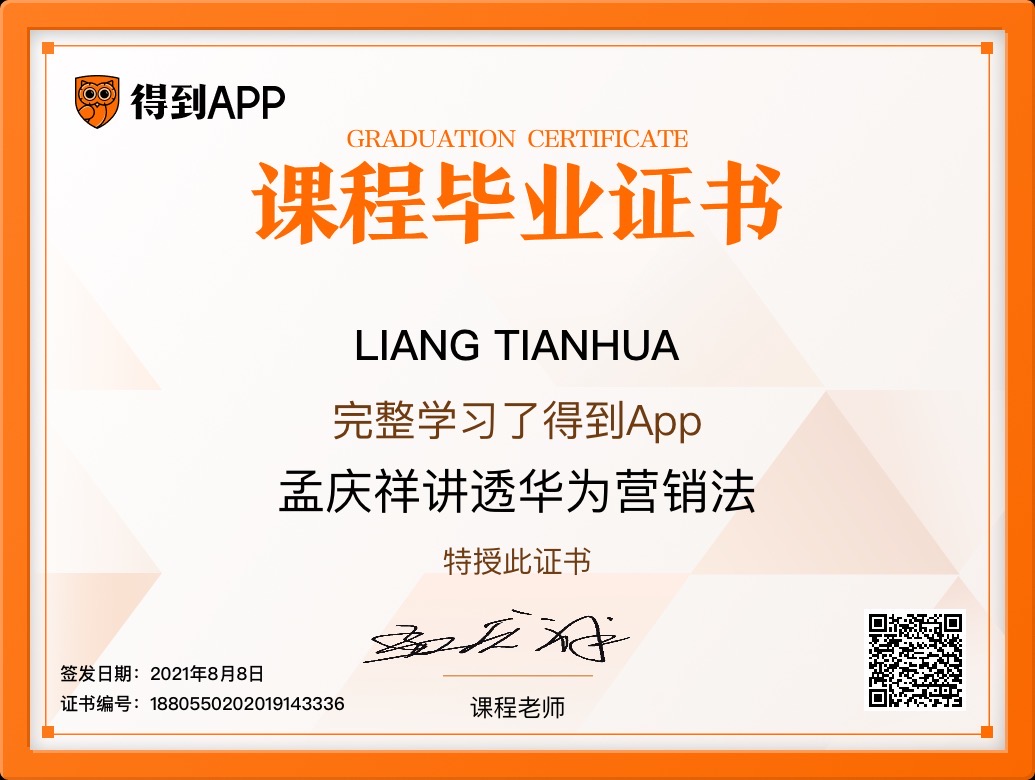 得到APP
GRADUATION CERTIFICATE
课程毕业证书
LIANG TIANHUA
完整学习了得到App
孟庆祥讲透华为营销法
特授此证书
孟庆祥
签发日期：2021年8月8日
证书编号：1880550202019143336
课程老师